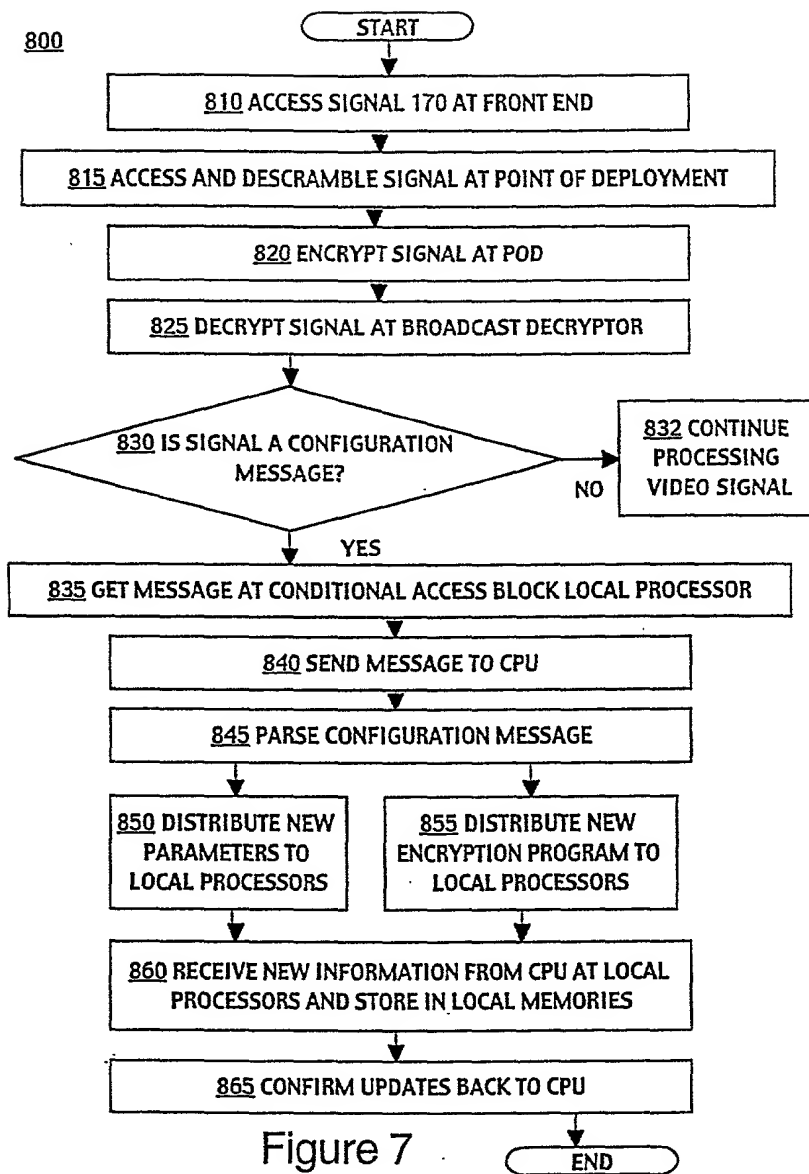 800
START
810 ACCESS SIGNAL 170 AT FRONT END
815 ACCESS AND DESCRAMBLE SIGNAL AT POINT OF DEPLOYMENT
820 ENCRYPT SIGNAL AT POD
825 DECRYPT SIGNAL AT BROADCAST DECRYPTOR
830 IS SIGNAL A CONFIGURATION
MESSAGE?
NO
832 CONTINUE
PROCESSING
VIDEO SIGNAL
YES
835 GET MESSAGE AT CONDITIONAL ACCESS BLOCK LOCAL PROCESSOR
840 SEND MESSAGE TO CPU
845 PARSE CONFIGURATION MESSAGE
850 DISTRIBUTE NEW
PARAMETERS TO
LOCAL PROCESSORS
855 DISTRIBUTE NEW
ENCRYPTION PROGRAM TO
LOCAL PROCESSORS
860 RECEIVE NEW INFORMATION FROM CPU AT LOCAL
PROCESSORS AND STORE IN LOCAL MEMORIES
865 CONFIRM UPDATES BACK TO CPU
Figure 7
END